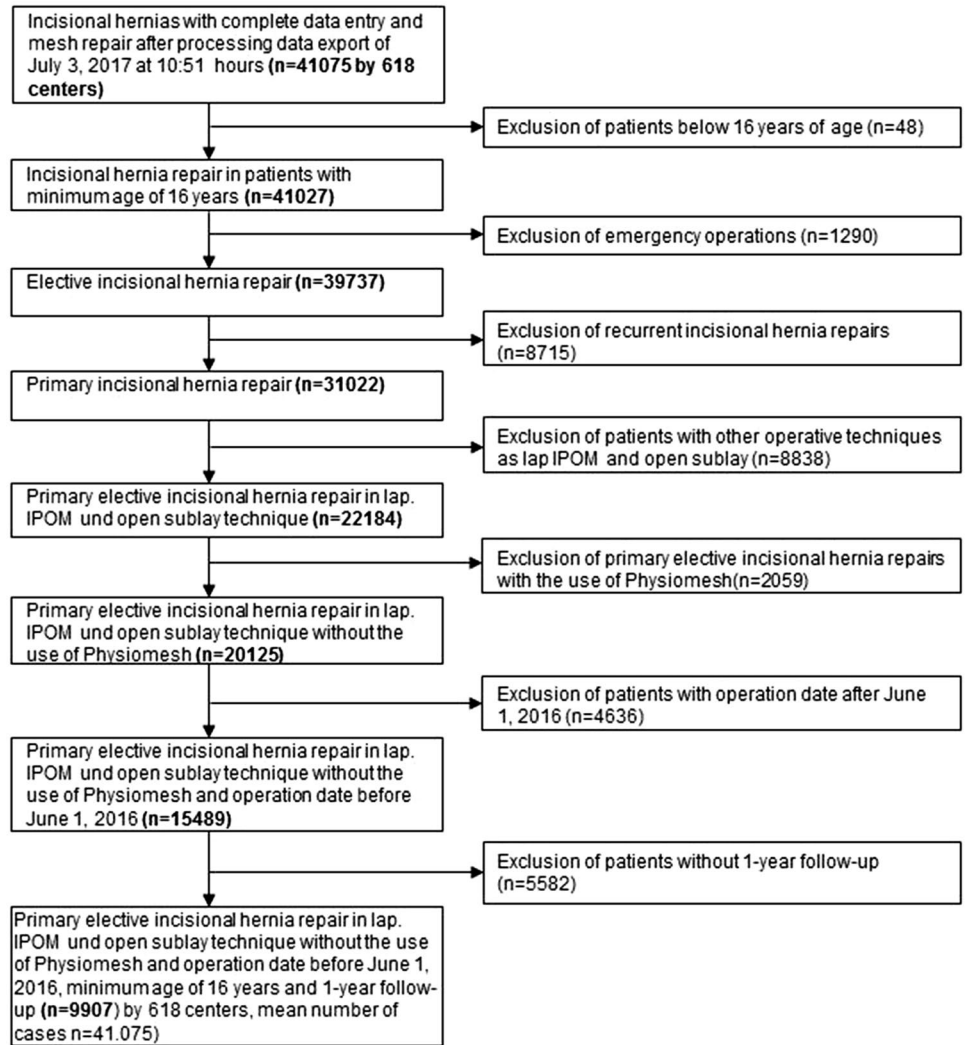 Incisional hernias with complete data entry and
mesh repair after processing data export of
July 3, 2017 at 10:51 hours (n=41075 by 618
centers)
Exclusion of patients below 16 years of age (n=48)
Incisional hernia repair in patients with
minimum age of 16 years (n=41027)
Exclusion of emergency operations (n=1290)
Elective incisional hernia repair (n=39737)
Exclusion of recurrent incisional hernia repairs
(n=8715)
Primary incisional hernia repair (n=31022)
Exclusion of patients with other operative techniques
as lap IPOM and open sublay (n=8838)
Primary elective incisional hernia repair in lap.
IPOM und open sublay technique (n=22184)
Exclusion of primary elective incisional hernia repairs
with the use of Physiomesh(n=2059)
Primary elective incisional hernia repair in lap.
IPOM und open sublay technique without the
use of Physiomesh (n=20125)
Exclusion of patients with operation date after June
1, 2016 (n=4636)
Primary elective incisional hernia repair in lap.
IPOM und open sublay technique without the
use of Physiomesh and operation date before
June 1, 2016 (n=15489)
Exclusion of patients without 1-year follow-up
(n=5582)
Primary elective incisional hernia repair in lap.
IPOM und open sublay technique without the use
of Physiomesh and operation date before June 1,
2016, minimum age of 16 years and 1-year follow-
up (n=9907) by 618 centers, mean number of
cases n=41.075)